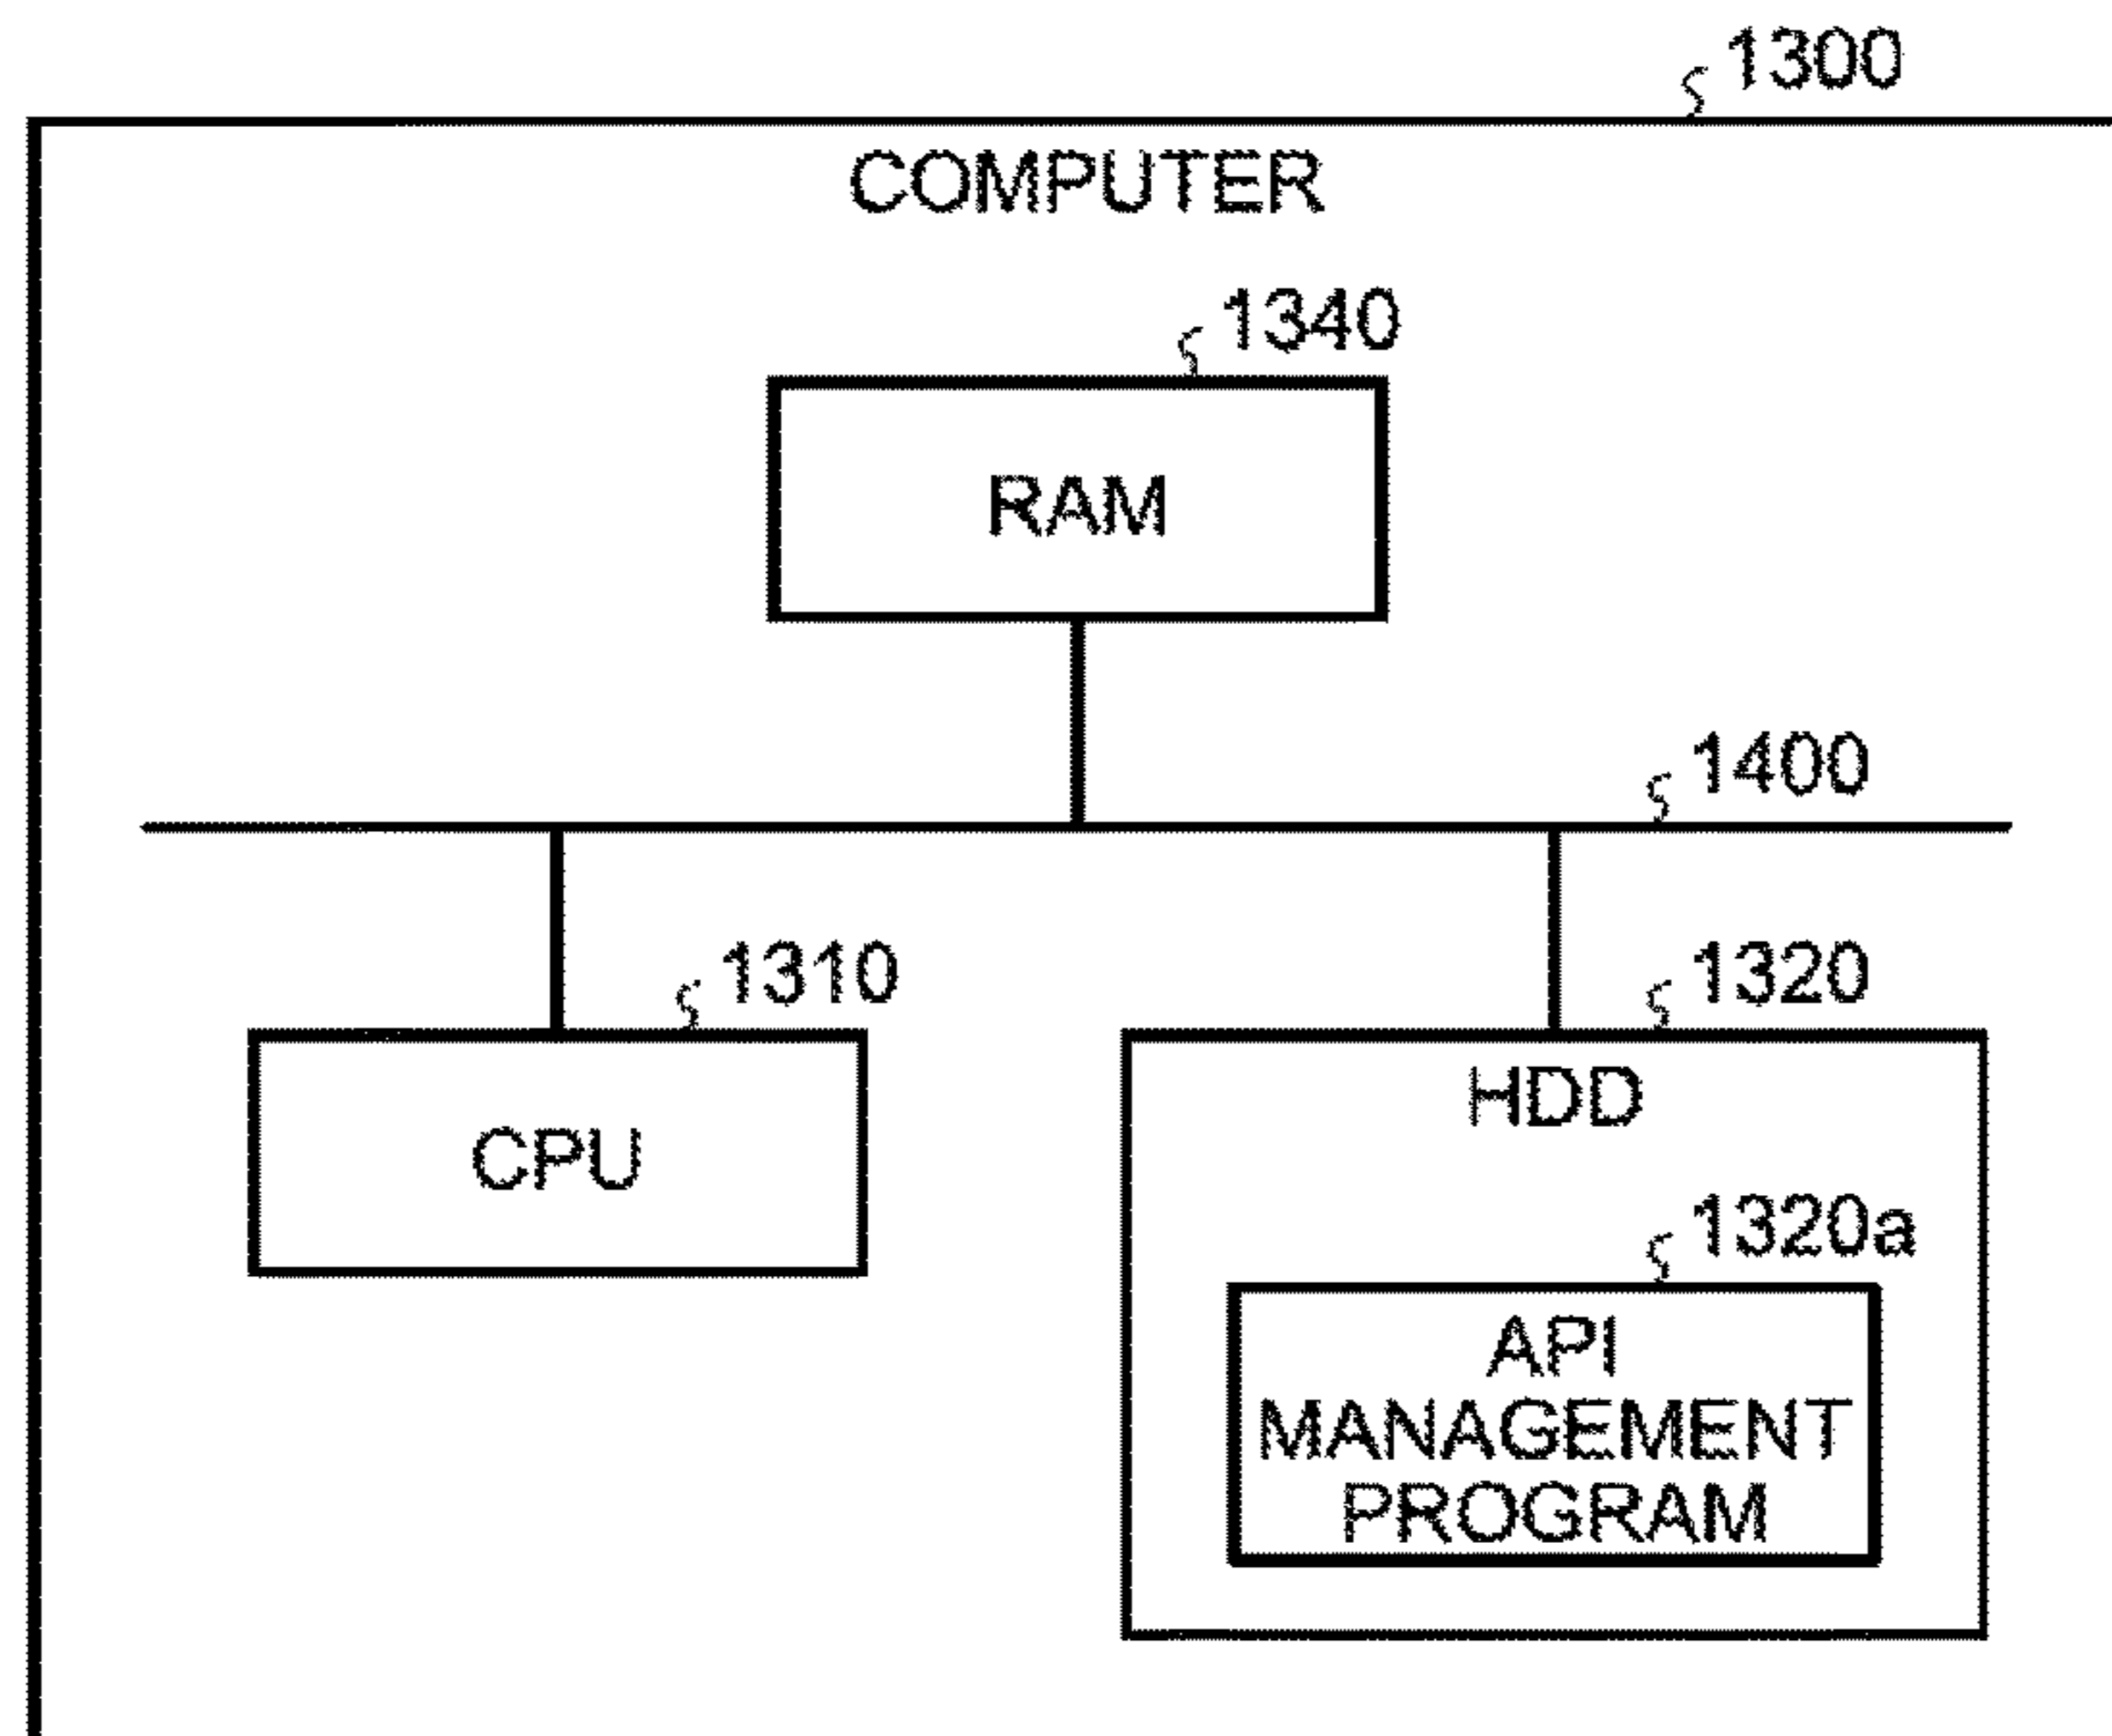 1300
COMPUTER
1340
RAM
1400
1310
1320
CPU
HDD
1320a
API
MANAGEMENT
PROGRAM